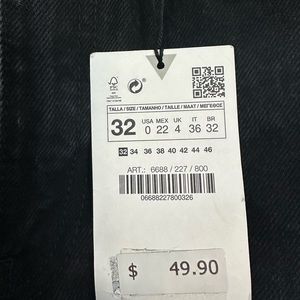 TALLA / SIZE / TAMANHO / TAILLE / MAAT / ΜΕΓΕΘΟΣ
32 USA MEX UK IT BR
0 22 4 36 32
32 34 36 38 40 42 44 46
ART.: 6688 / 227 / 800
06688227800326
$ 49.90